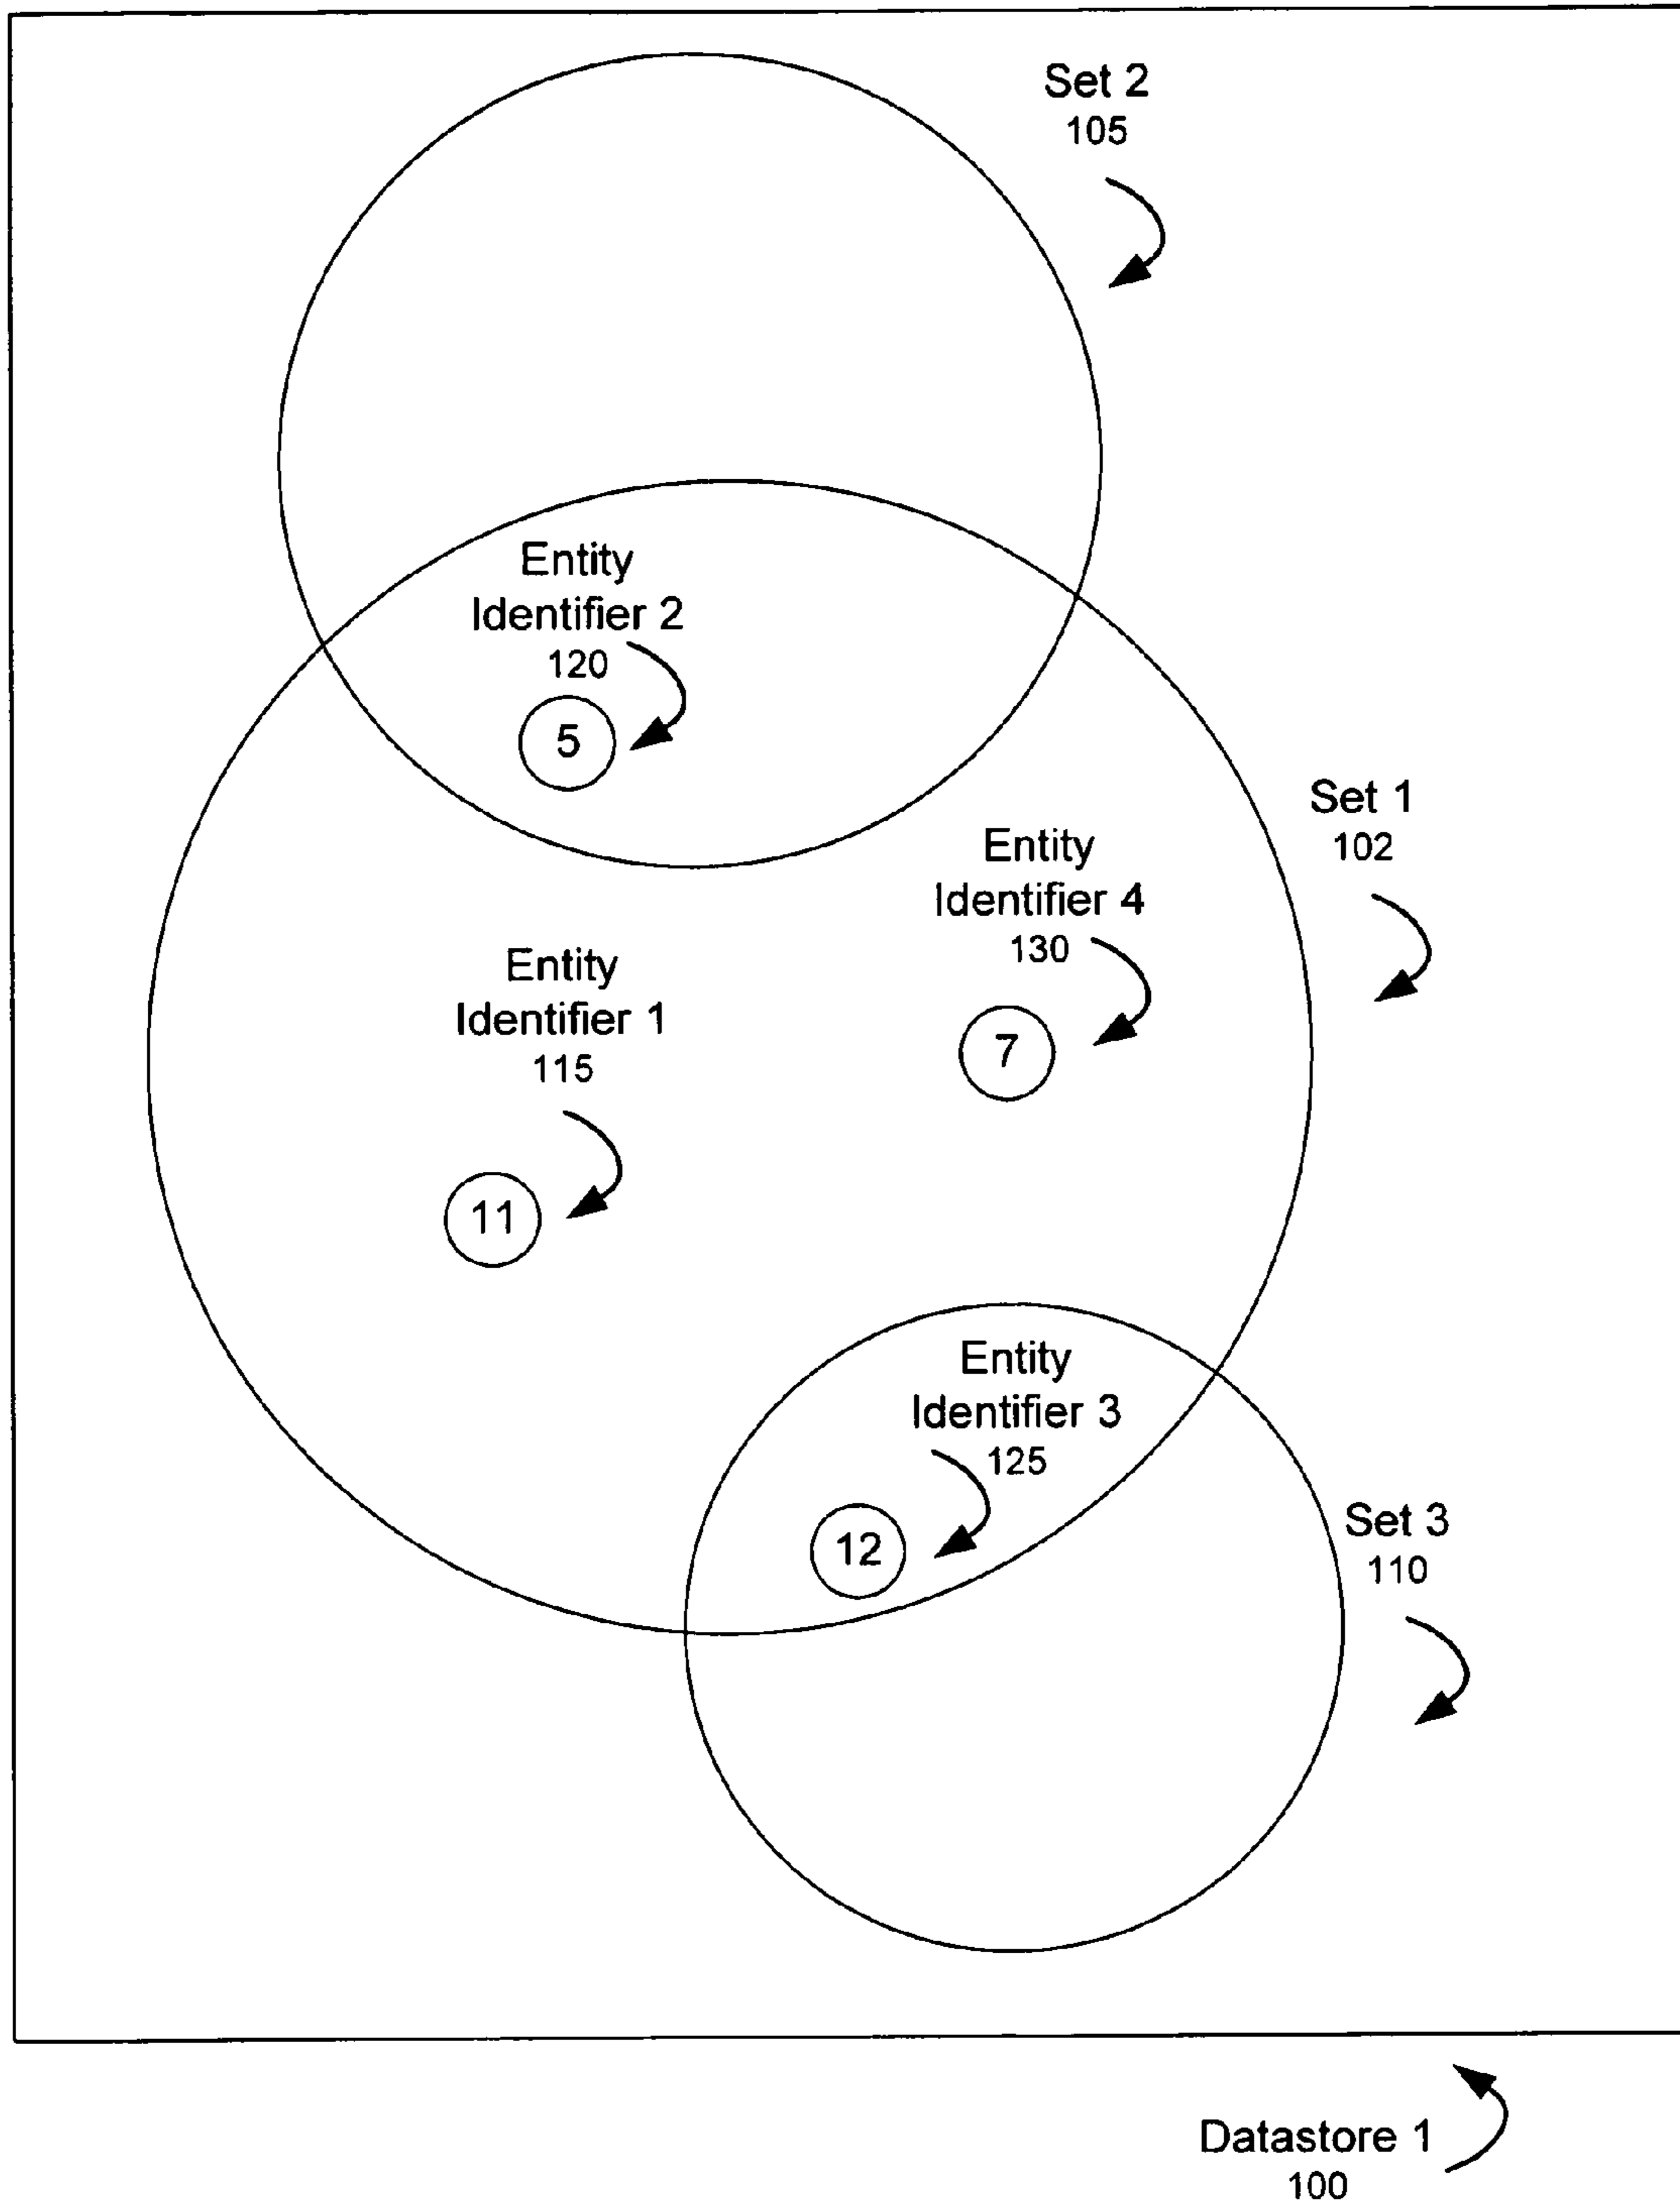 Set 2
105
Entity
Identifier 2
120
5
Set 1
102
Entity
Identifier 4
130
7
Entity
Identifier 1
115
11
Entity
Identifier 3
125
12
Set 3
110
Datastore 1
100